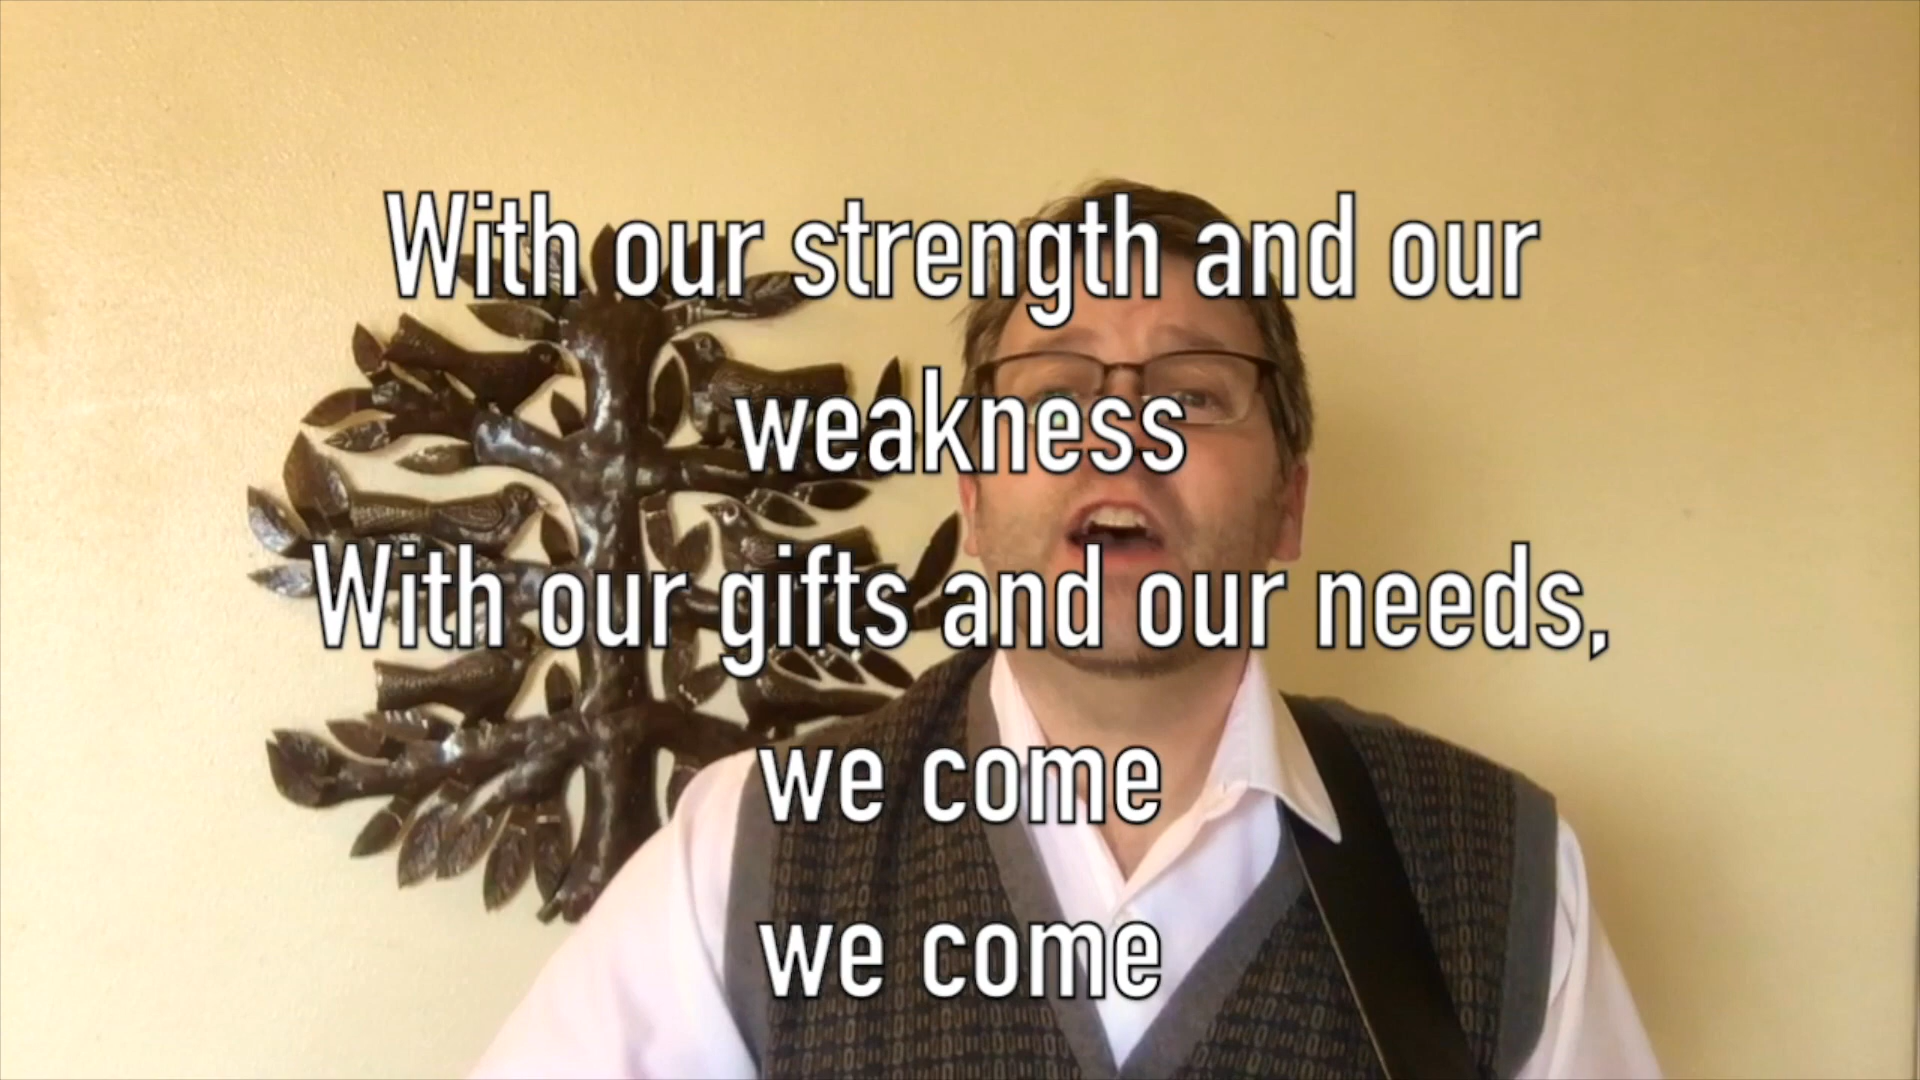 With our strength and our
weakness
With our gifts and our needs,
we come
we come